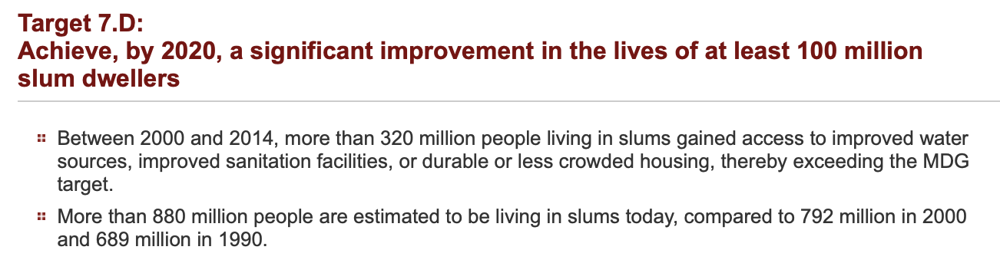 Target 7.D:
Achieve, by 2020, a significant improvement in the lives of at least 100 million
slum dwellers
Between 2000 and 2014, more than 320 million people living in slums gained access to improved water
sources, improved sanitation facilities, or durable or less crowded housing, thereby exceeding the MDG
target.
More than 880 million people are estimated to be living in slums today, compared to 792 million in 2000
and 689 million in 1990.